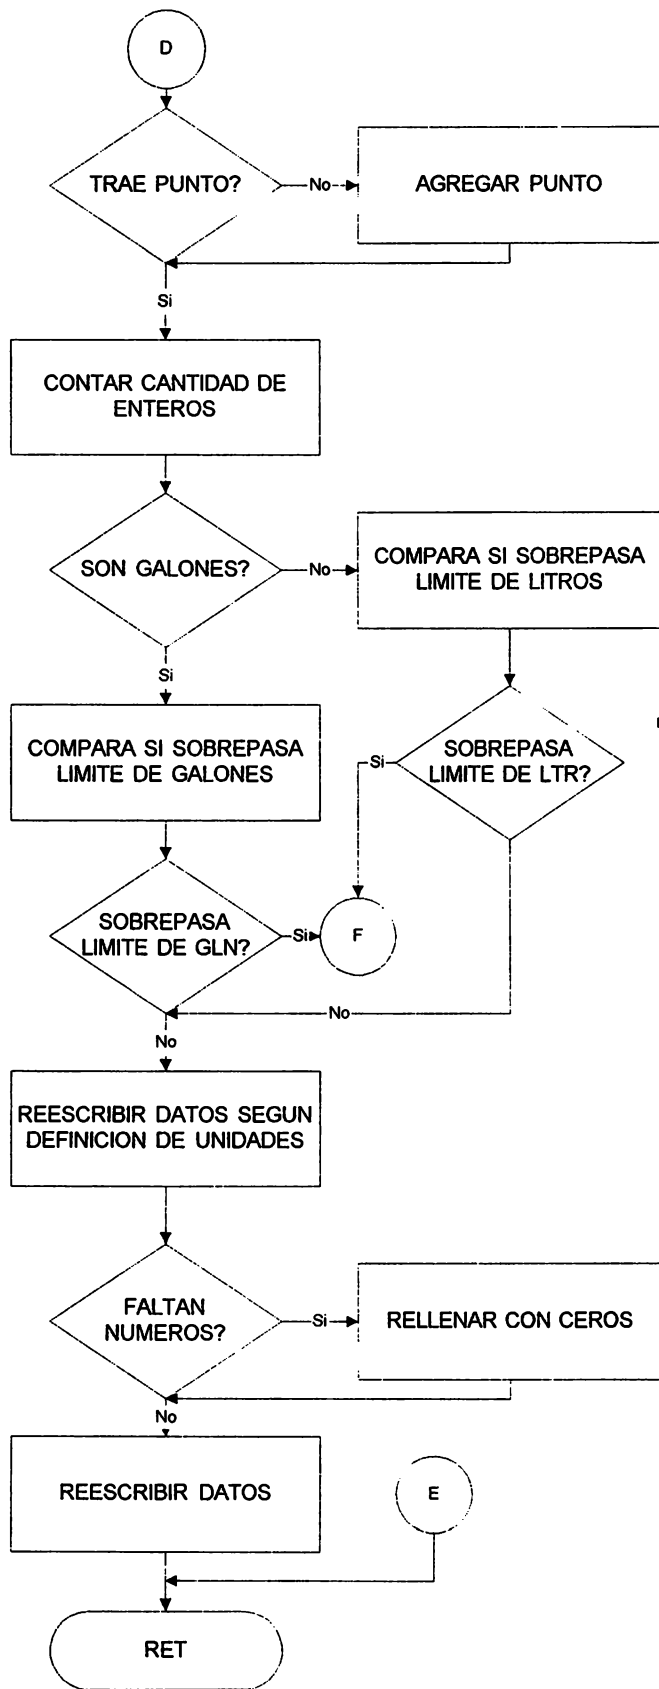 D
TRAE PUNTO?
No
AGREGAR PUNTO
Si
CONTAR CANTIDAD DE
ENTEROS
SON GALONES?
No
COMPARA SI SOBREPASA
LIMITE DE LITROS
Si
COMPARA SI SOBREPASA
LIMITE DE GALONES
Si
SOBREPASA
LIMITE DE LTR?
SOBREPASA
LIMITE DE GLN?
Si
F
No
No
REESCRIBIR DATOS SEGUN
DEFINICION DE UNIDADES
FALTAN
NUMEROS?
Si
RELLENAR CON CEROS
No
REESCRIBIR DATOS
E
RET